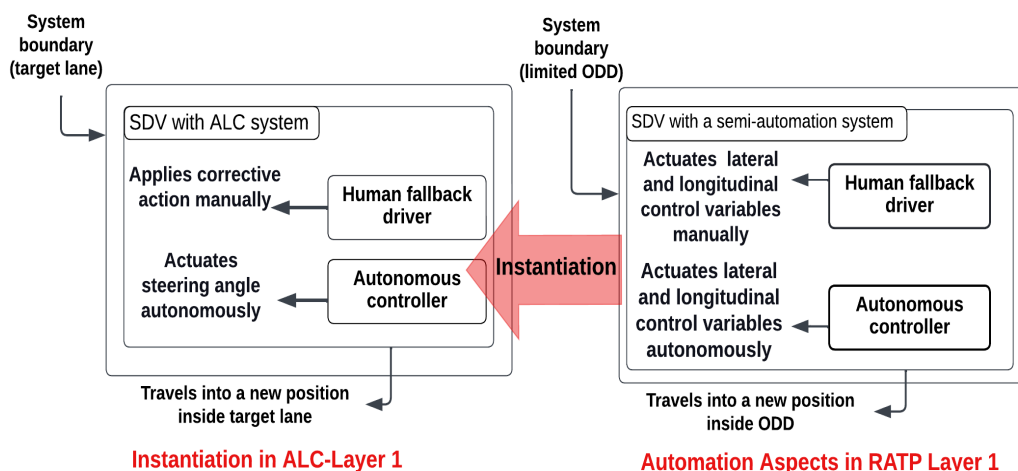 System
boundary
(target lane)
SDV with ALC system
Applies corrective
action manually
Human fallback
driver
Actuates
steering angle
autonomously
Autonomous
controller
Travels into a new position
inside target lane
Instantiation in ALC-Layer 1
Instantiation
System
boundary
(limited ODD)
SDV with a semi-automation system
Actuates lateral
and longitudinal
control variables
manually
Human fallback
driver
Actuates lateral
and longitudinal
control variables
autonomously
Autonomous
controller
Travels into a new position
inside ODD
Automation Aspects in RATP Layer 1